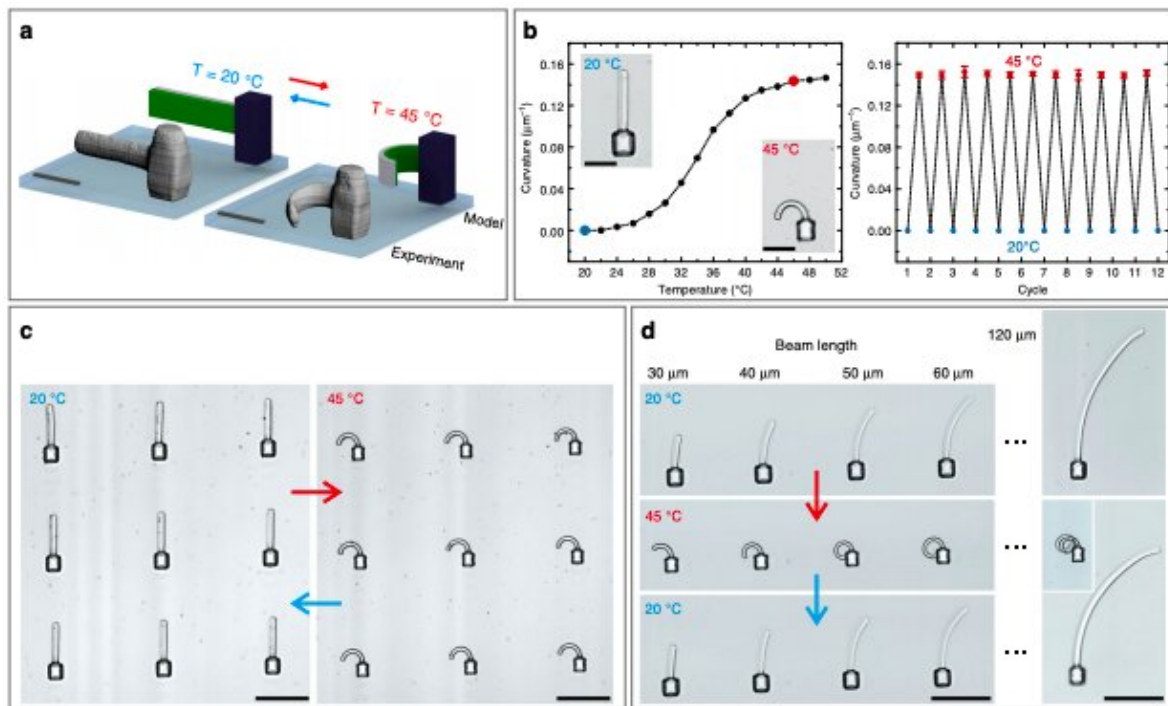 a
T = 20 °C
T = 45 °C
Model
Experiment
b
Curvature (µm⁻¹)
0.16
0.12
0.08
0.04
0.00
20 °C
45 °C
20 24 28 32 36 40 44 48 52
Temperature (°C)
Curvature (µm⁻¹)
0.16
0.12
0.08
0.04
0.00
45 °C
20°C
1 2 3 4 5 6 7 8 9 10 11 12
Cycle
c
20 °C
45 °C
d
Beam length
120 µm
30 µm 40 µm 50 µm 60 µm
20 °C
...
45 °C
...
20 °C
...